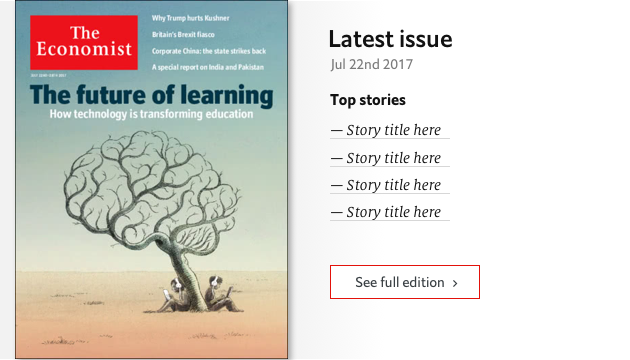 The
Economist
Why Trump hurts Kushner
Britain's Brexit fiasco
Corporate China: the state strikes back
A special report on India and Pakistan
The future of learning
How technology is transforming education
Latest issue
Jul 22nd 2017
Top stories
— Story title here
— Story title here
— Story title here
— Story title here
See full edition ›